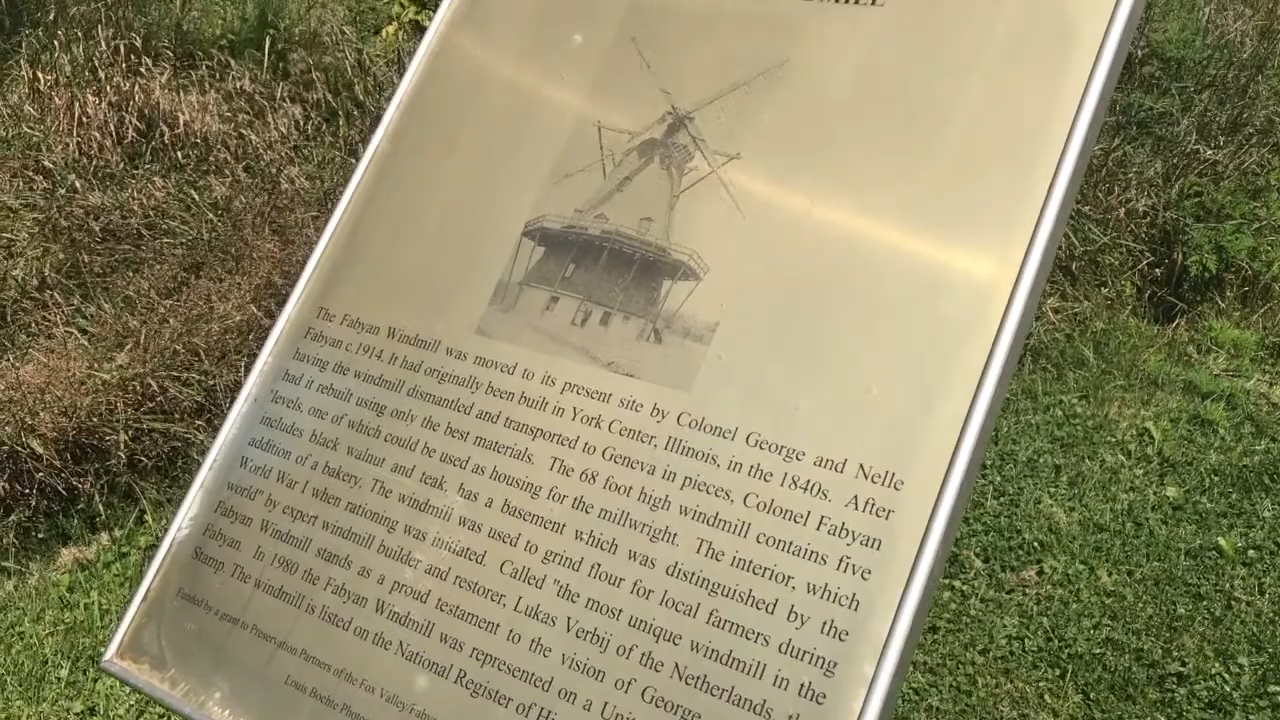 The Fabyan Windmill was moved to its present site by Colonel George and Nelle
Fabyan c.1914. It had originally been built in York Center, Illinois, in the 1840s. After
having the windmill dismantled and transported to Geneva in pieces, Colonel Fabyan
had it rebuilt using only the best materials. The 68 foot high windmill contains five
levels, one of which could be used as housing for the millwright. The interior, which
includes black walnut and teak, has a basement which was distinguished by the
addition of a bakery. The windmill was used to grind flour for local farmers during
World War I when rationing was initiated. Called "the most unique windmill in the
world" by expert windmill builder and restorer, Lukas Verbij of the Netherlands,
Fabyan Windmill stands as a proud testament to the vision of George
Fabyan. In 1980 the Fabyan Windmill was represented on a
Stamp. The windmill is listed on the National Register of
Funded by a grant to Preservation Partners of the Fox Valley/
Louis Bochte